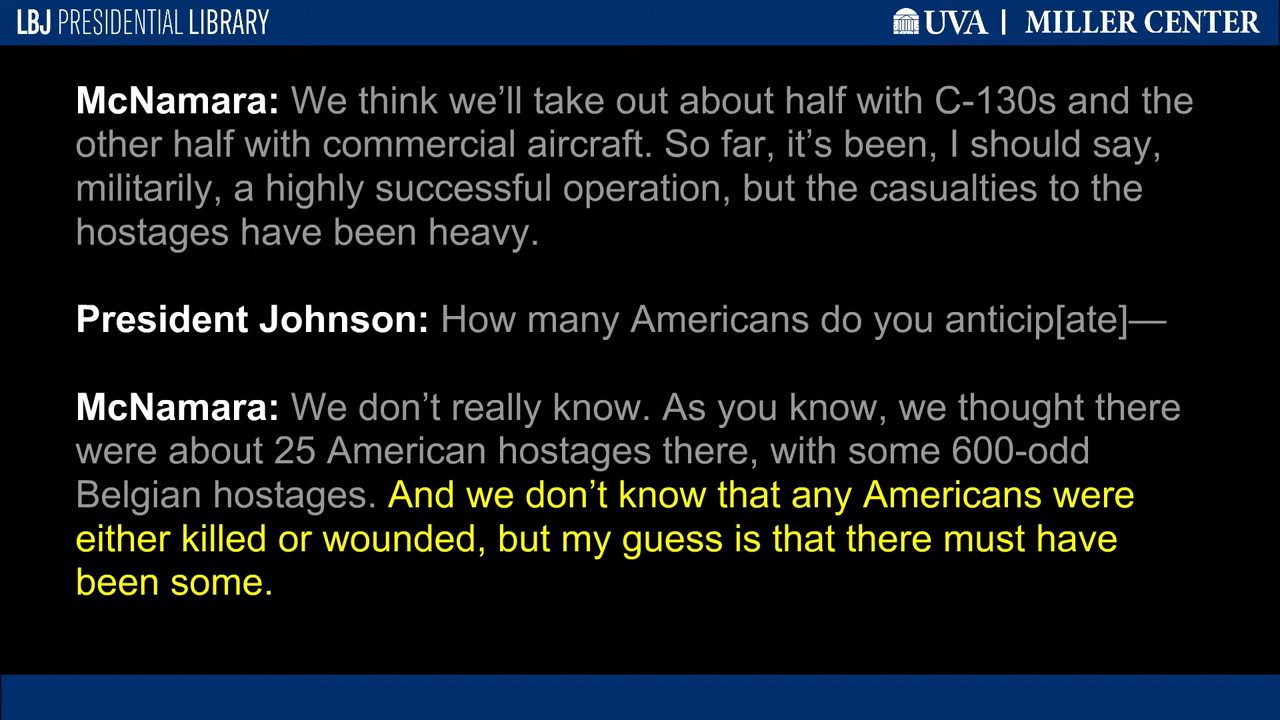 LBJ PRESIDENTIAL LIBRARY
UVA | MILLER CENTER
McNamara: We think we’ll take out about half with C-130s and the
other half with commercial aircraft. So far, it’s been, I should say,
militarily, a highly successful operation, but the casualties to the
hostages have been heavy.
President Johnson: How many Americans do you anticip[ate]—
McNamara: We don’t really know. As you know, we thought there
were about 25 American hostages there, with some 600-odd
Belgian hostages. And we don’t know that any Americans were
either killed or wounded, but my guess is that there must have
been some.